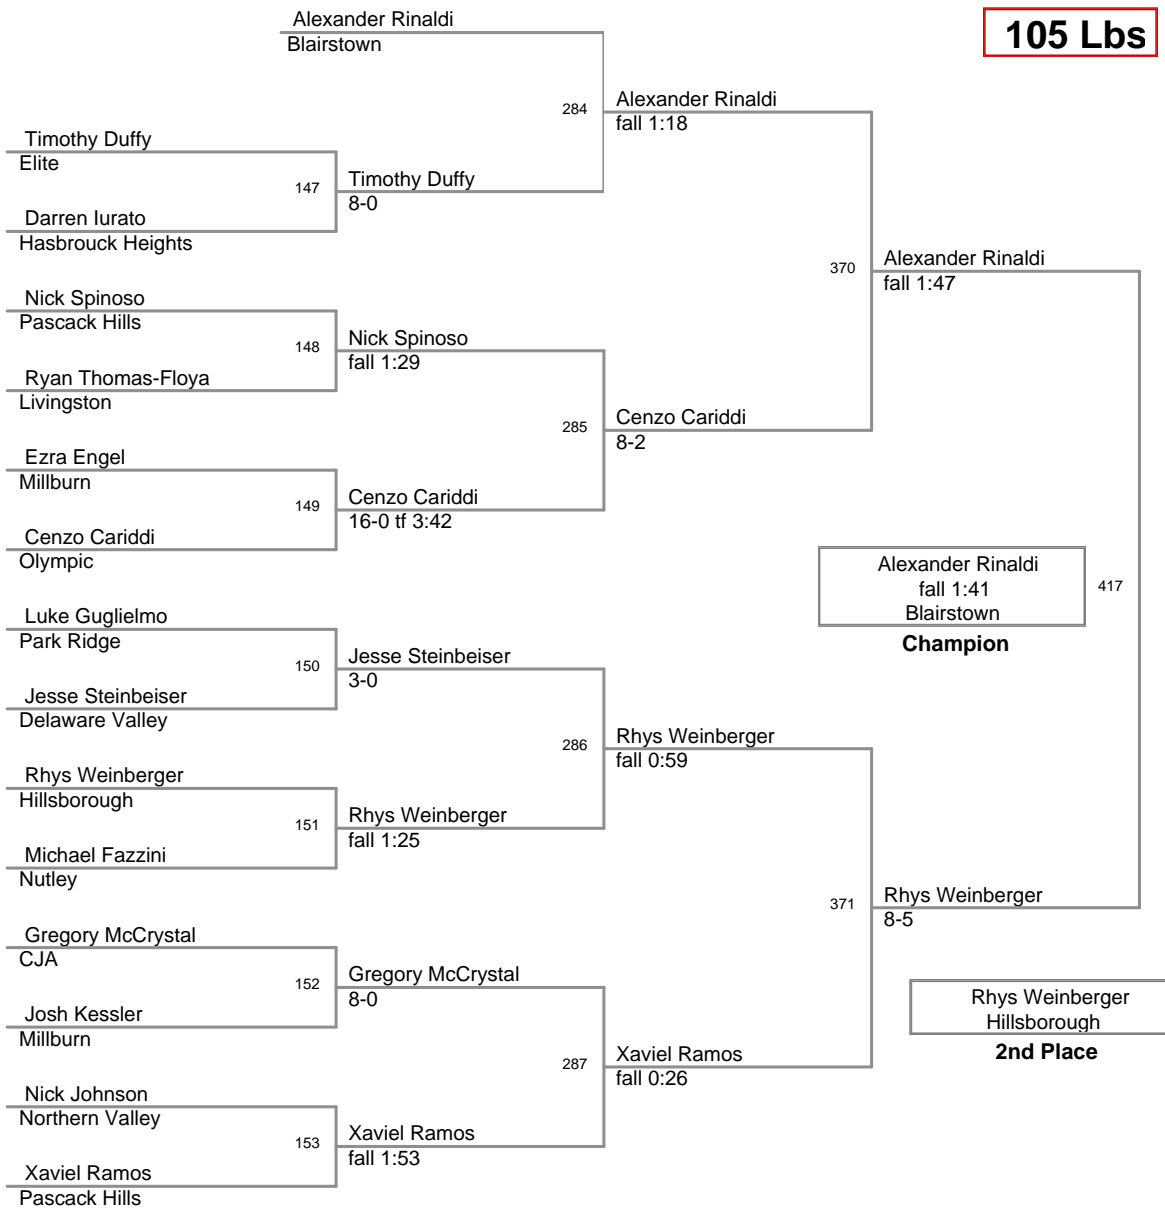 105 Lbs
Alexander Rinaldi
Blairstown
284
Alexander Rinaldi
fall 1:18
Timothy Duffy
Elite
147
Timothy Duffy
8-0
Darren Iurato
Hasbrouck Heights
370
Alexander Rinaldi
fall 1:47
Nick Spinoso
Pascack Hills
148
Nick Spinoso
fall 1:29
Ryan Thomas-Floya
Livingston
285
Cenzo Cariddi
8-2
Ezra Engel
Millburn
149
Cenzo Cariddi
16-0 tf 3:42
Cenzo Cariddi
Olympic
Alexander Rinaldi
fall 1:41
Blairstown
Champion
417
Luke Guglielmo
Park Ridge
150
Jesse Steinbeiser
3-0
Jesse Steinbeiser
Delaware Valley
286
Rhys Weinberger
fall 0:59
Rhys Weinberger
Hillsborough
151
Rhys Weinberger
fall 1:25
Michael Fazzini
Nutley
371
Rhys Weinberger
8-5
Gregory McCrystal
CJA
152
Gregory McCrystal
8-0
Josh Kessler
Millburn
Rhys Weinberger
Hillsborough
2nd Place
287
Xaviel Ramos
fall 0:26
Nick Johnson
Northern Valley
153
Xaviel Ramos
fall 1:53
Xaviel Ramos
Pascack Hills